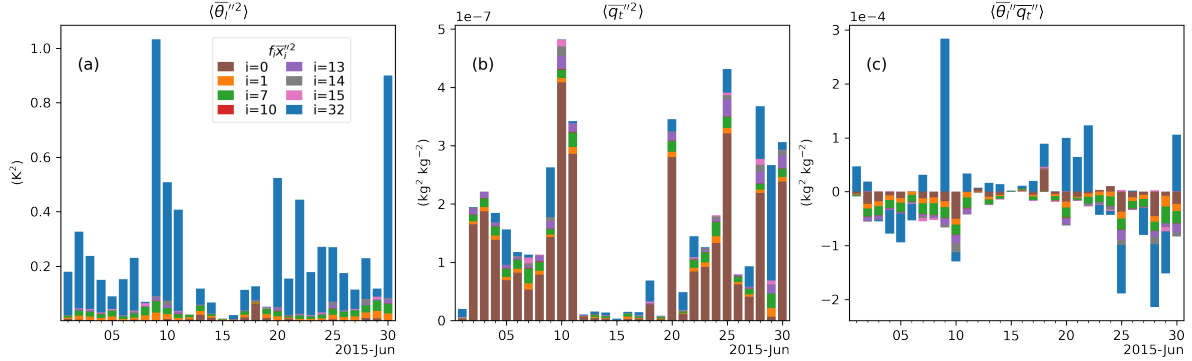 ⟨θ̅ₗ″²⟩
(a)
fᵢx̅ᵢ″²
i=0
i=1
i=7
i=10
i=13
i=14
i=15
i=32
(K²)
1.0
0.8
0.6
0.4
0.2
05
10
15
20
25
30
2015-Jun
⟨q̅ₜ″²⟩
1e−7
(b)
(kg² kg⁻²)
5
4
3
2
1
0
05
10
15
20
25
30
2015-Jun
⟨θ̅ₗ″q̅ₜ″⟩
1e−4
(c)
(kg² kg⁻²)
3
2
1
0
−1
−2
05
10
15
20
25
30
2015-Jun